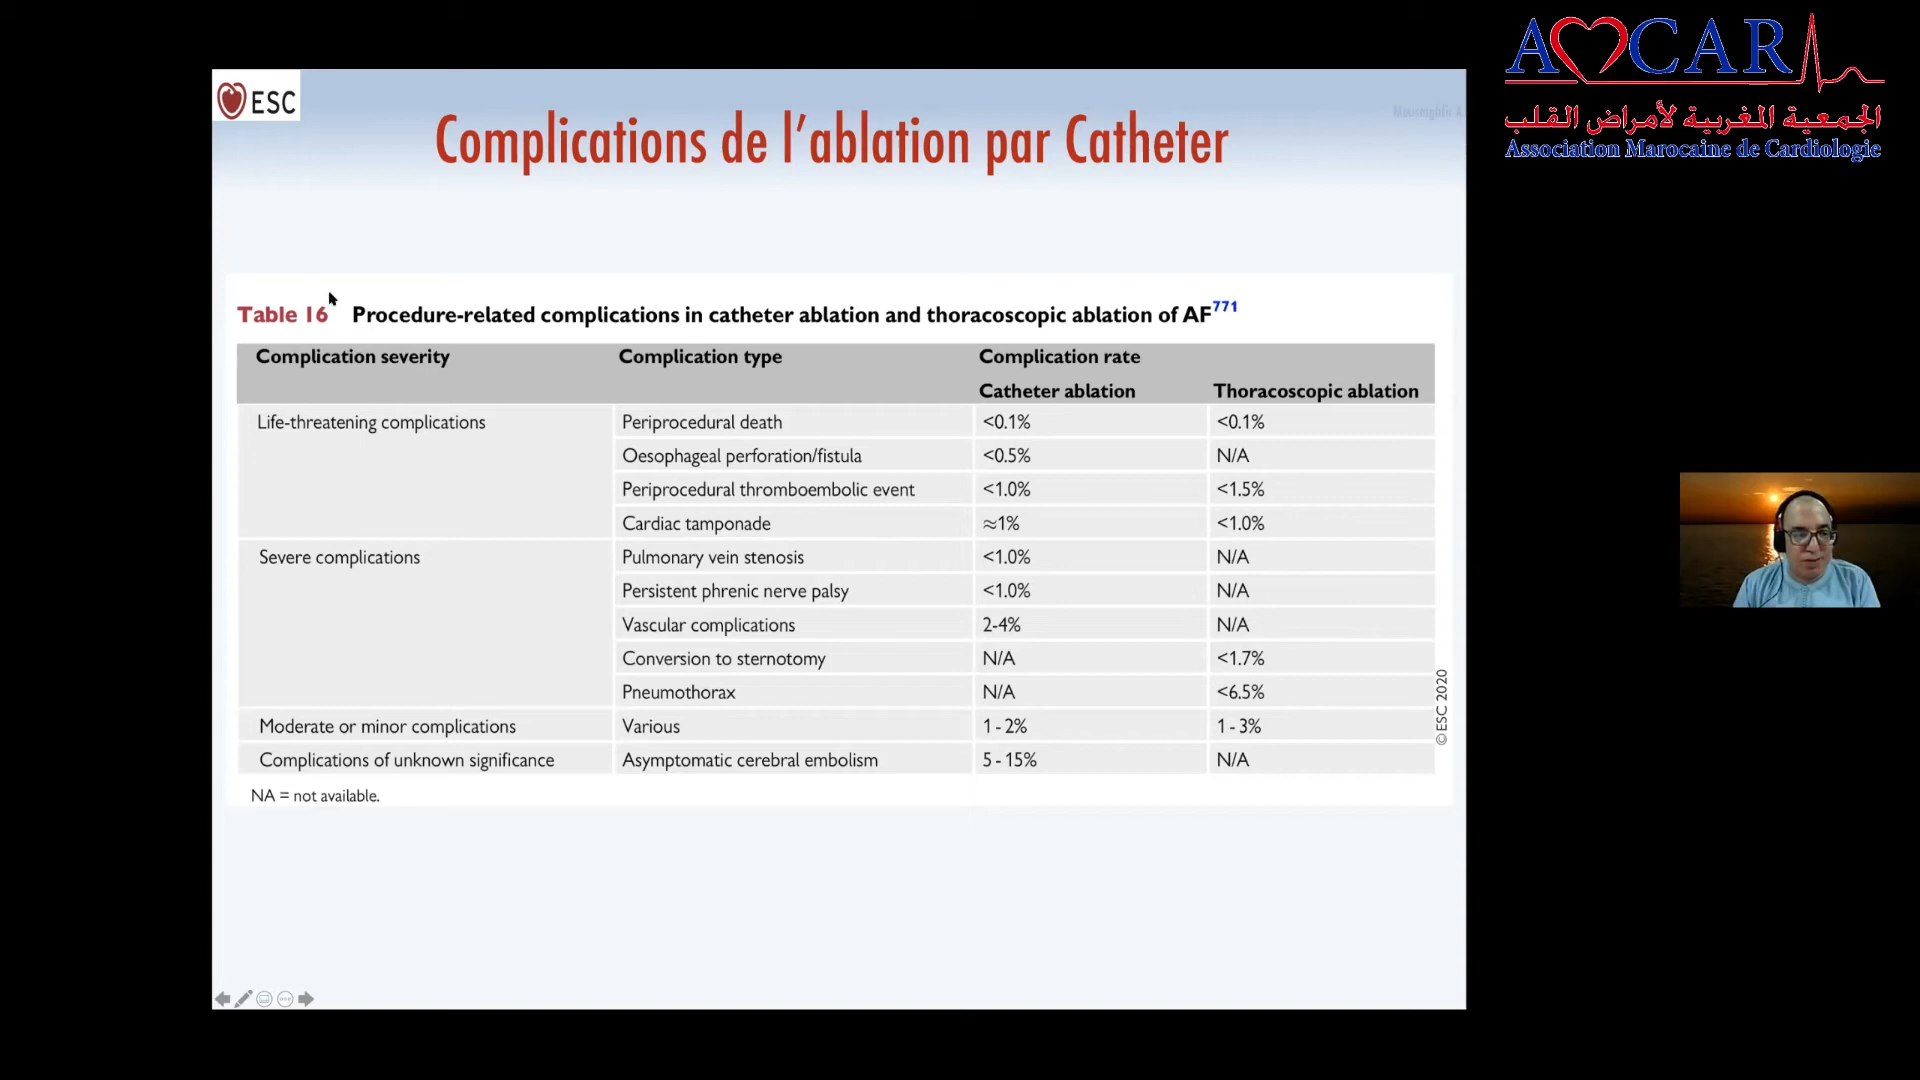 AMCAR
الجمعية المغربية لأمراض القلب
Association Marocaine de Cardiologie
ESC
Complications de l'ablation par Catheter
Table 16 Procedure-related complications in catheter ablation and thoracoscopic ablation of AF771
Complication severity Complication type Complication rate
Catheter ablation Thoracoscopic ablation
Life-threatening complications Periprocedural death <0.1% <0.1%
Oesophageal perforation/fistula <0.5% N/A
Periprocedural thromboembolic event <1.0% <1.5%
Cardiac tamponade ≈1% <1.0%
Severe complications Pulmonary vein stenosis <1.0% N/A
Persistent phrenic nerve palsy <1.0% N/A
Vascular complications 2-4% N/A
Conversion to sternotomy N/A <1.7%
Pneumothorax N/A <6.5%
Moderate or minor complications Various 1-2% 1-3%
Complications of unknown significance Asymptomatic cerebral embolism 5-15% N/A
NA = not available.
© ESC 2020